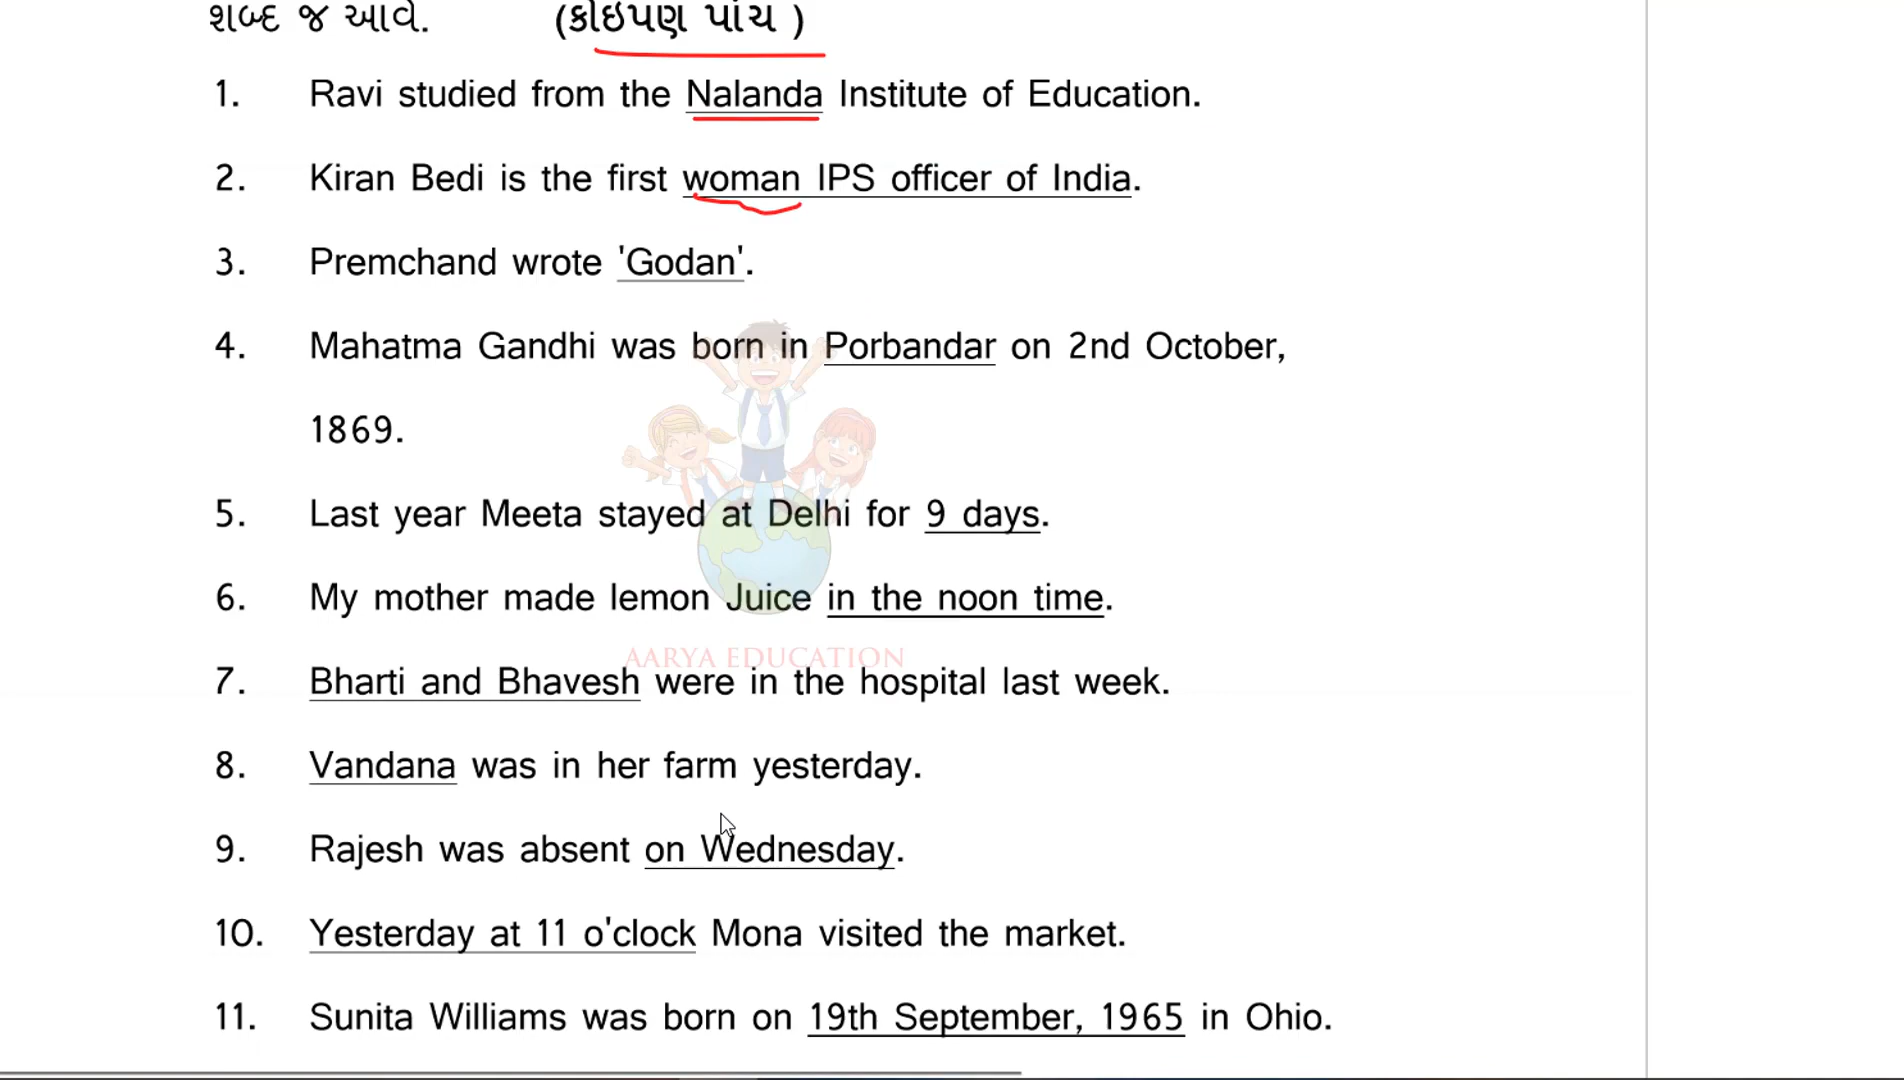 શબ્દ જ આવે. (કોઇપણ પાંચ )
1. Ravi studied from the Nalanda Institute of Education.
2. Kiran Bedi is the first woman IPS officer of India.
3. Premchand wrote 'Godan'.
4. Mahatma Gandhi was born in Porbandar on 2nd October,
1869.
5. Last year Meeta stayed at Delhi for 9 days.
6. My mother made lemon Juice in the noon time.
AARYA EDUCATION
7. Bharti and Bhavesh were in the hospital last week.
8. Vandana was in her farm yesterday.
9. Rajesh was absent on Wednesday.
10. Yesterday at 11 o'clock Mona visited the market.
11. Sunita Williams was born on 19th September, 1965 in Ohio.